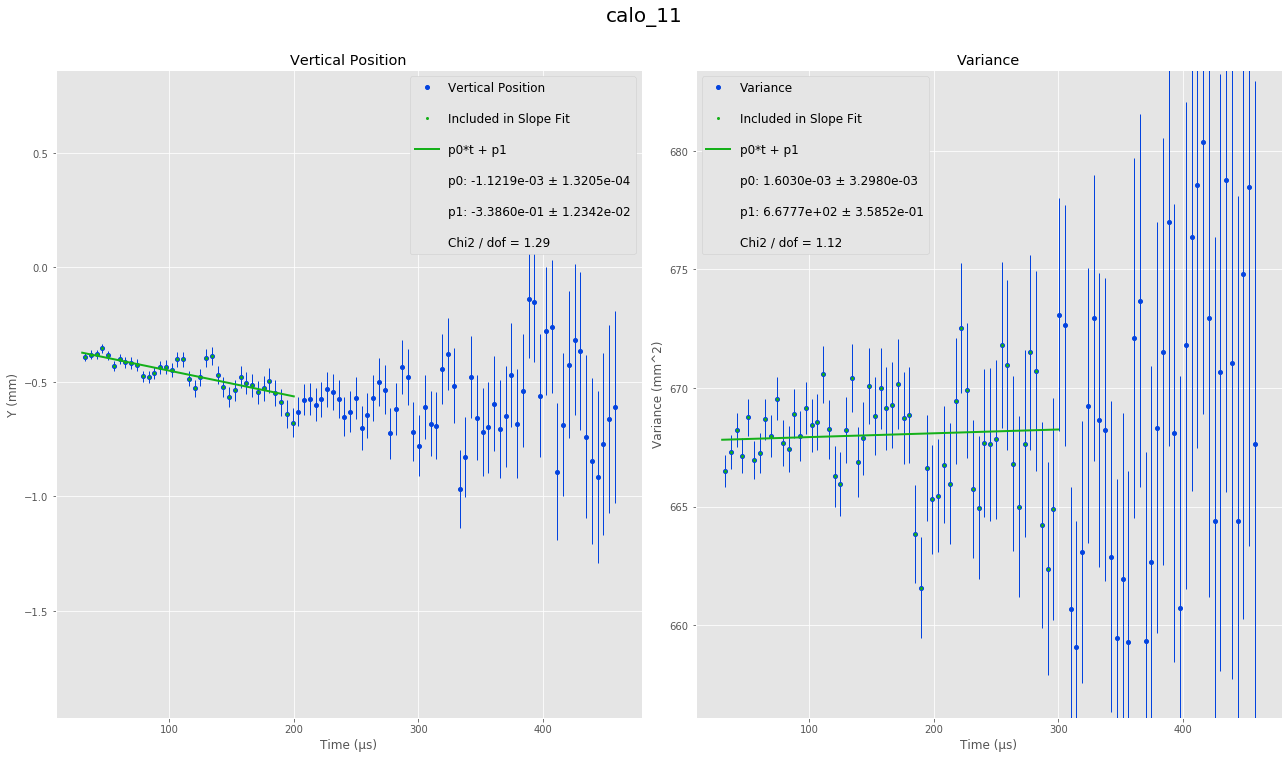 calo_11
Vertical Position
Vertical Position
Included in Slope Fit
p0*t + p1
p0: -1.1219e-03 ± 1.3205e-04
p1: -3.3860e-01 ± 1.2342e-02
Chi2 / dof = 1.29
0.5
0.0
−0.5
−1.0
−1.5
Y (mm)
100
200
300
400
Time (μs)
Variance
Variance
Included in Slope Fit
p0*t + p1
p0: 1.6030e-03 ± 3.2980e-03
p1: 6.6777e+02 ± 3.5852e-01
Chi2 / dof = 1.12
680
675
670
665
660
Variance (mm^2)
100
200
300
400
Time (μs)